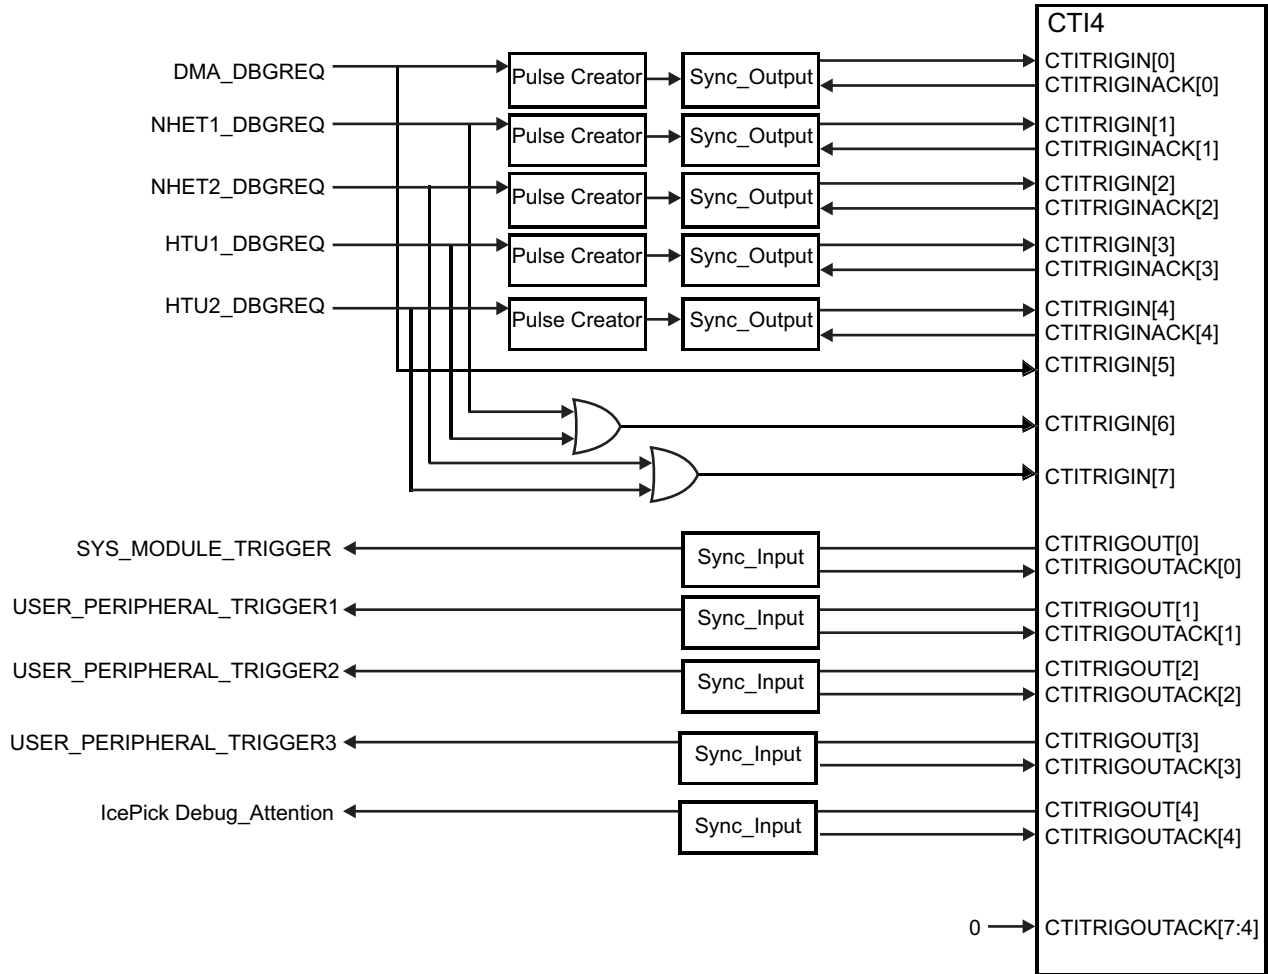 CTI4
DMA_DBGREQ
Pulse Creator
Sync_Output
CTITRIGIN[0]
CTITRIGINACK[0]
NHET1_DBGREQ
Pulse Creator
Sync_Output
CTITRIGIN[1]
CTITRIGINACK[1]
NHET2_DBGREQ
Pulse Creator
Sync_Output
CTITRIGIN[2]
CTITRIGINACK[2]
HTU1_DBGREQ
Pulse Creator
Sync_Output
CTITRIGIN[3]
CTITRIGINACK[3]
HTU2_DBGREQ
Pulse Creator
Sync_Output
CTITRIGIN[4]
CTITRIGINACK[4]
CTITRIGIN[5]
CTITRIGIN[6]
CTITRIGIN[7]
SYS_MODULE_TRIGGER
Sync_Input
CTITRIGOUT[0]
CTITRIGOUTACK[0]
USER_PERIPHERAL_TRIGGER1
Sync_Input
CTITRIGOUT[1]
CTITRIGOUTACK[1]
USER_PERIPHERAL_TRIGGER2
Sync_Input
CTITRIGOUT[2]
CTITRIGOUTACK[2]
USER_PERIPHERAL_TRIGGER3
Sync_Input
CTITRIGOUT[3]
CTITRIGOUTACK[3]
IcePick Debug_Attention
Sync_Input
CTITRIGOUT[4]
CTITRIGOUTACK[4]
0
CTITRIGOUTACK[7:4]